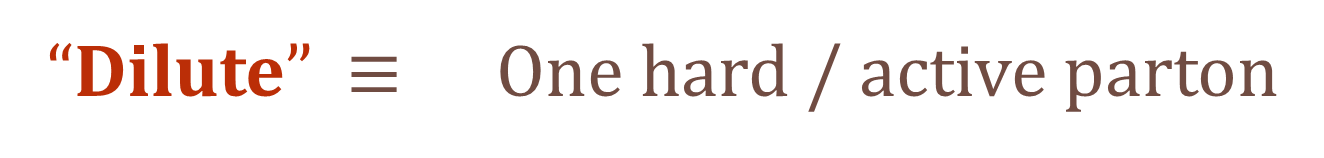 “Dilute” ≡ One hard / active parton